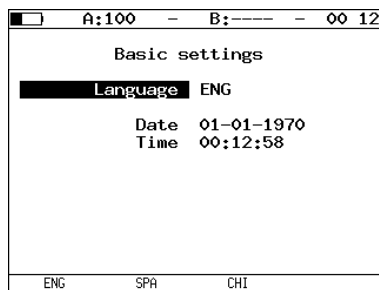 A:100 - B:---- - 00 12
Basic settings
Language ENG
Date 01-01-1970
Time 00:12:58
ENG SPA CHI